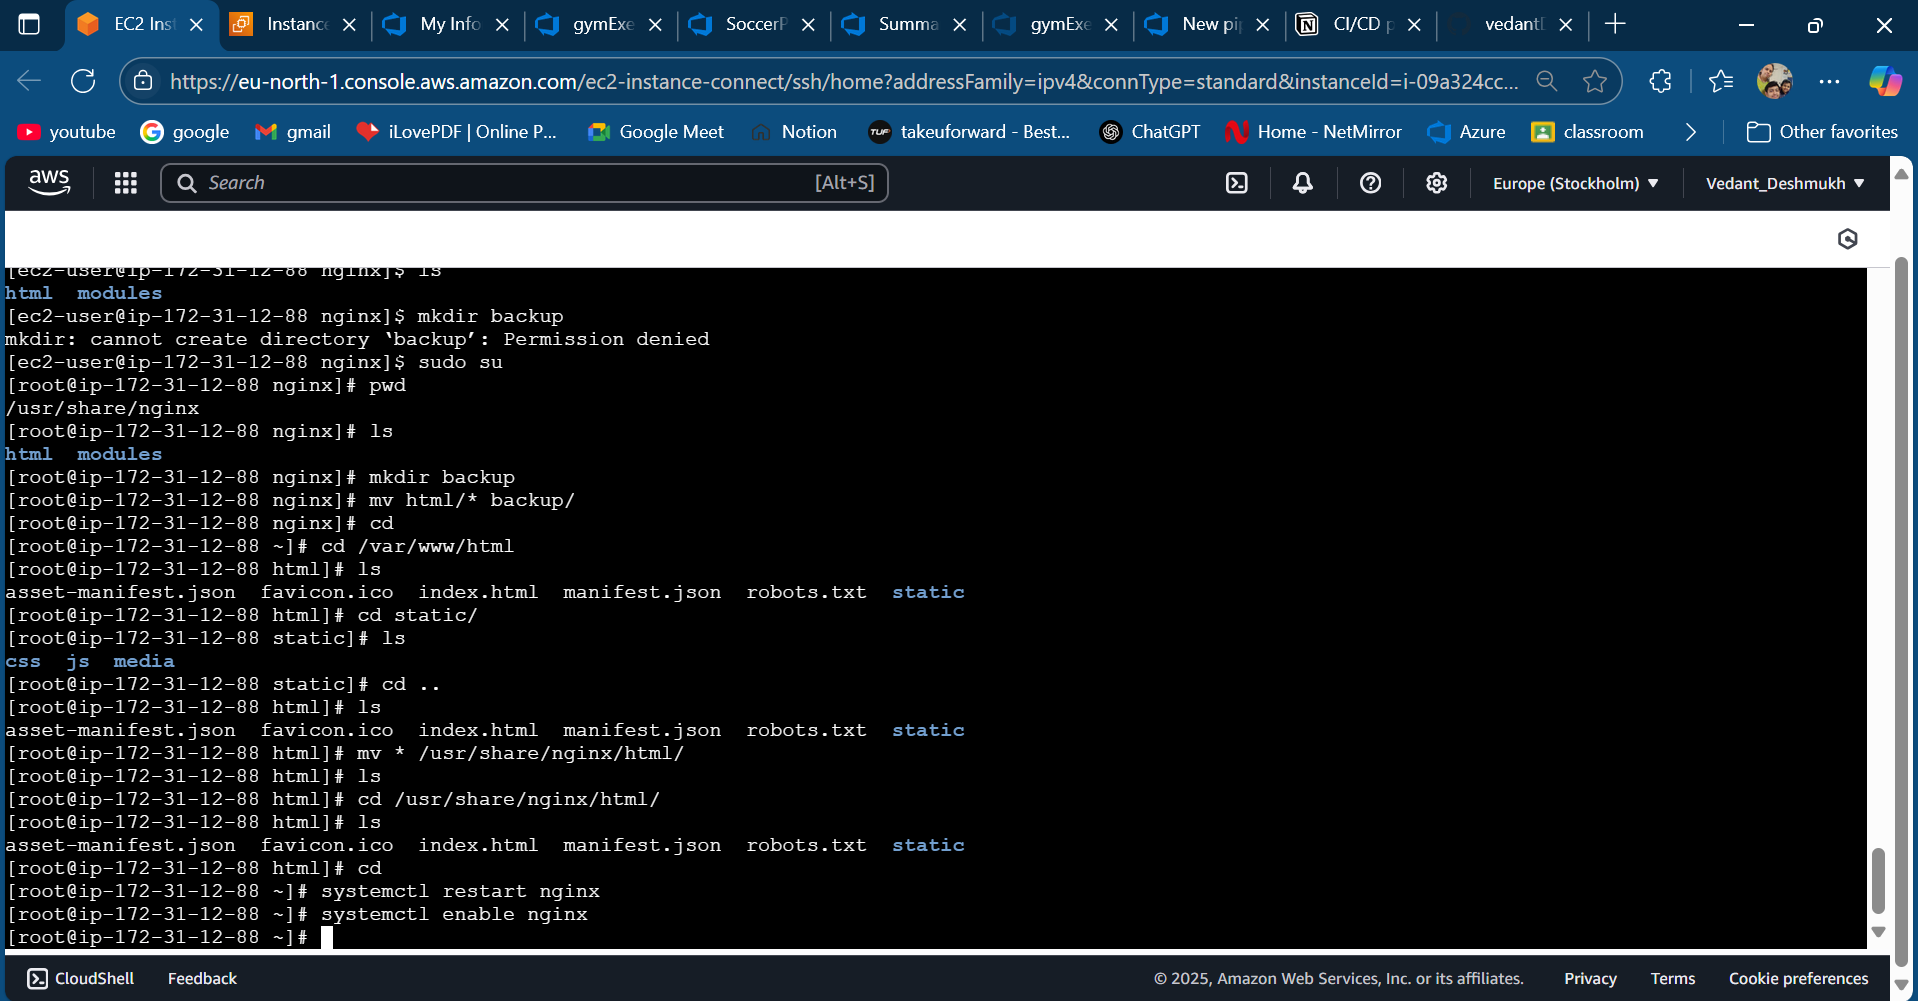 EC2 Inst
Instance
My Info
gymExe
SoccerP
Summa
gymExe
New pip
CI/CD p
vedantD
https://eu-north-1.console.aws.amazon.com/ec2-instance-connect/ssh/home?addressFamily=ipv4&connType=standard&instanceId=i-09a324cc...
youtube google gmail iLovePDF | Online P... Google Meet Notion takeuforward - Best... ChatGPT Home - NetMirror Azure classroom Other favorites
aws Search [Alt+S] Europe (Stockholm) Vedant_Deshmukh
[ec2-user@ip-172-31-12-88 nginx]$ ls
html  modules
[ec2-user@ip-172-31-12-88 nginx]$ mkdir backup
mkdir: cannot create directory ‘backup’: Permission denied
[ec2-user@ip-172-31-12-88 nginx]$ sudo su
[root@ip-172-31-12-88 nginx]# pwd
/usr/share/nginx
[root@ip-172-31-12-88 nginx]# ls
html  modules
[root@ip-172-31-12-88 nginx]# mkdir backup
[root@ip-172-31-12-88 nginx]# mv html/* backup/
[root@ip-172-31-12-88 nginx]# cd
[root@ip-172-31-12-88 ~]# cd /var/www/html
[root@ip-172-31-12-88 html]# ls
asset-manifest.json  favicon.ico  index.html  manifest.json  robots.txt  static
[root@ip-172-31-12-88 html]# cd static/
[root@ip-172-31-12-88 static]# ls
css  js  media
[root@ip-172-31-12-88 static]# cd ..
[root@ip-172-31-12-88 html]# ls
asset-manifest.json  favicon.ico  index.html  manifest.json  robots.txt  static
[root@ip-172-31-12-88 html]# mv * /usr/share/nginx/html/
[root@ip-172-31-12-88 html]# ls
[root@ip-172-31-12-88 html]# cd /usr/share/nginx/html/
[root@ip-172-31-12-88 html]# ls
asset-manifest.json  favicon.ico  index.html  manifest.json  robots.txt  static
[root@ip-172-31-12-88 html]# cd
[root@ip-172-31-12-88 ~]# systemctl restart nginx
[root@ip-172-31-12-88 ~]# systemctl enable nginx
[root@ip-172-31-12-88 ~]#
CloudShell Feedback © 2025, Amazon Web Services, Inc. or its affiliates. Privacy Terms Cookie preferences